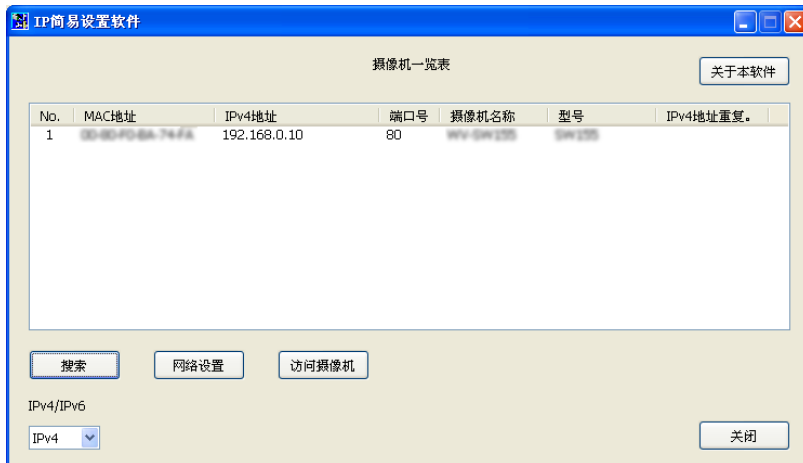 IP简易设置软件
摄像机一览表
关于本软件
No. MAC地址 IPv4地址 端口号 摄像机名称 型号 IPv4地址重复。
1 192.168.0.10 80
搜索 网络设置 访问摄像机
IPv4/IPv6
IPv4
关闭